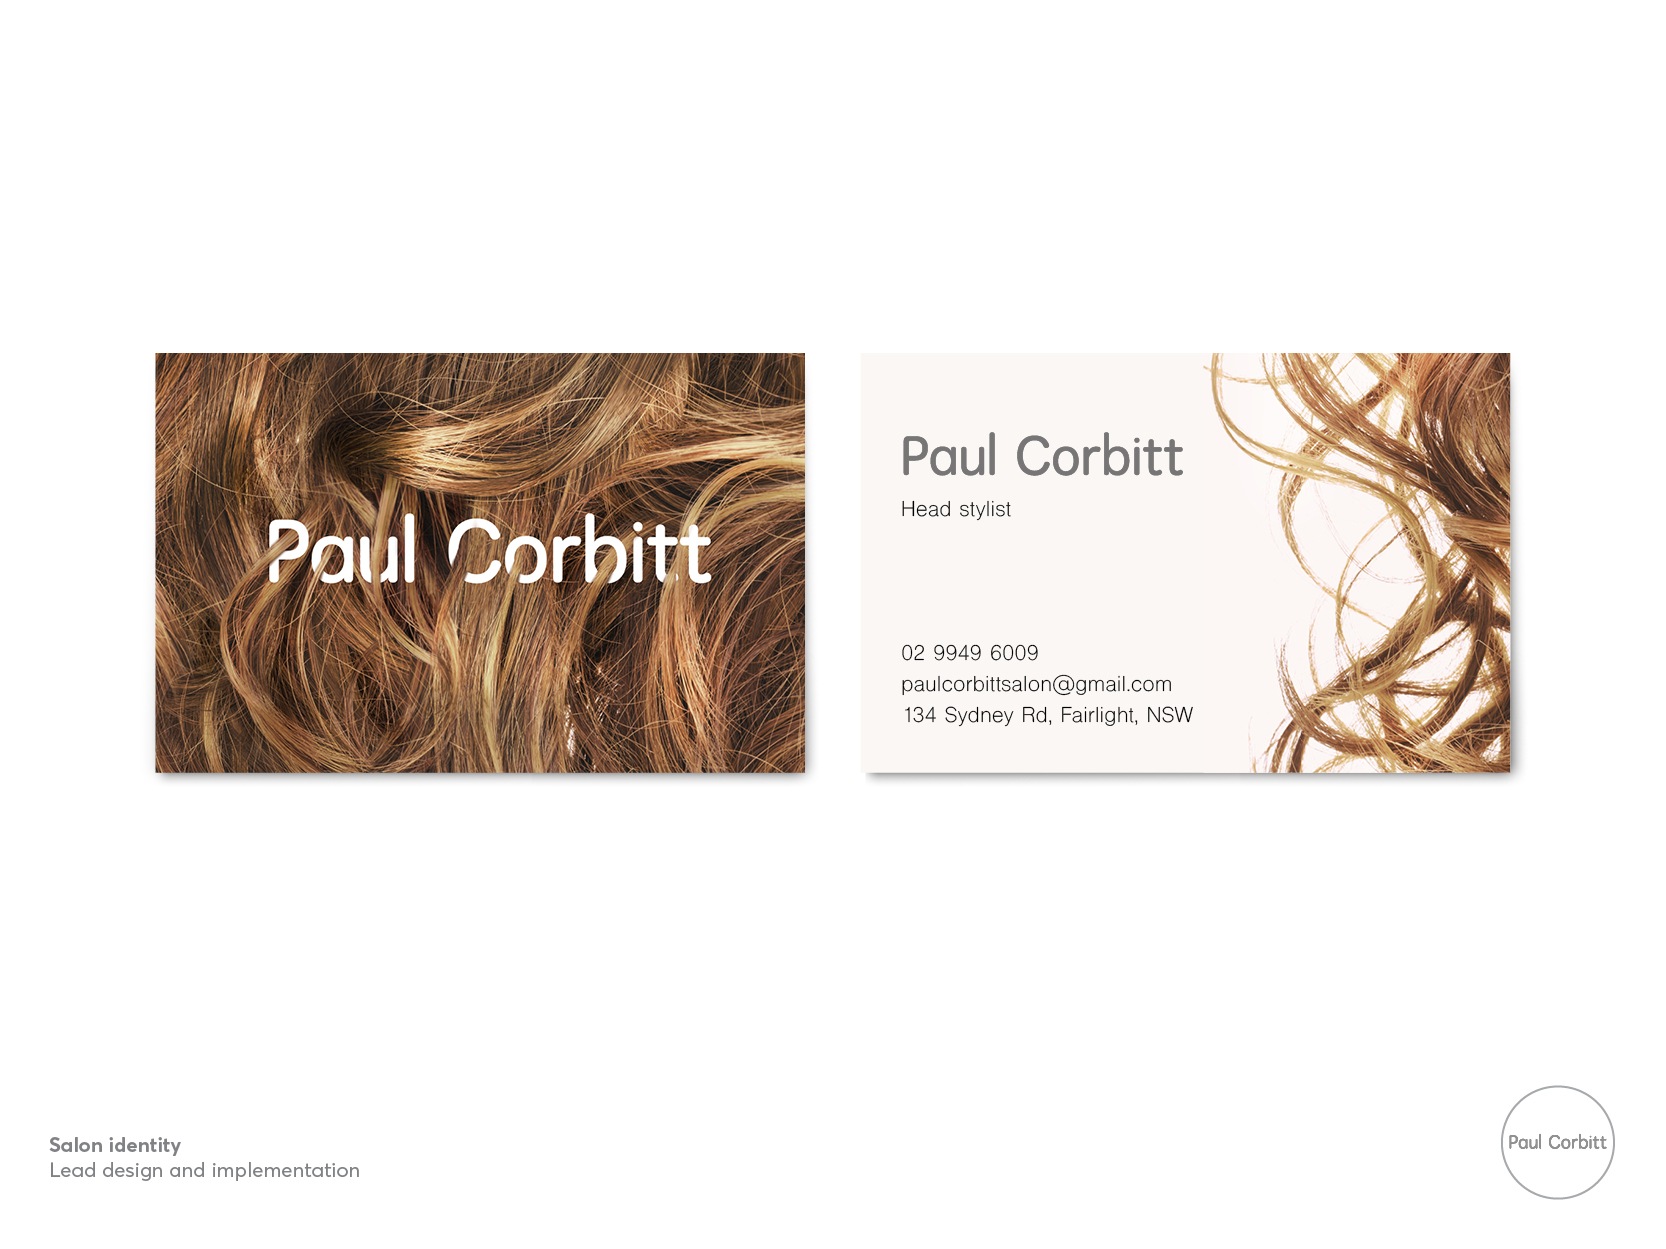 Paul Corbitt
Paul Corbitt
Head stylist
02 9949 6009
paulcorbittsalon@gmail.com
134 Sydney Rd, Fairlight, NSW
Salon identity
Lead design and implementation
Paul Corbitt